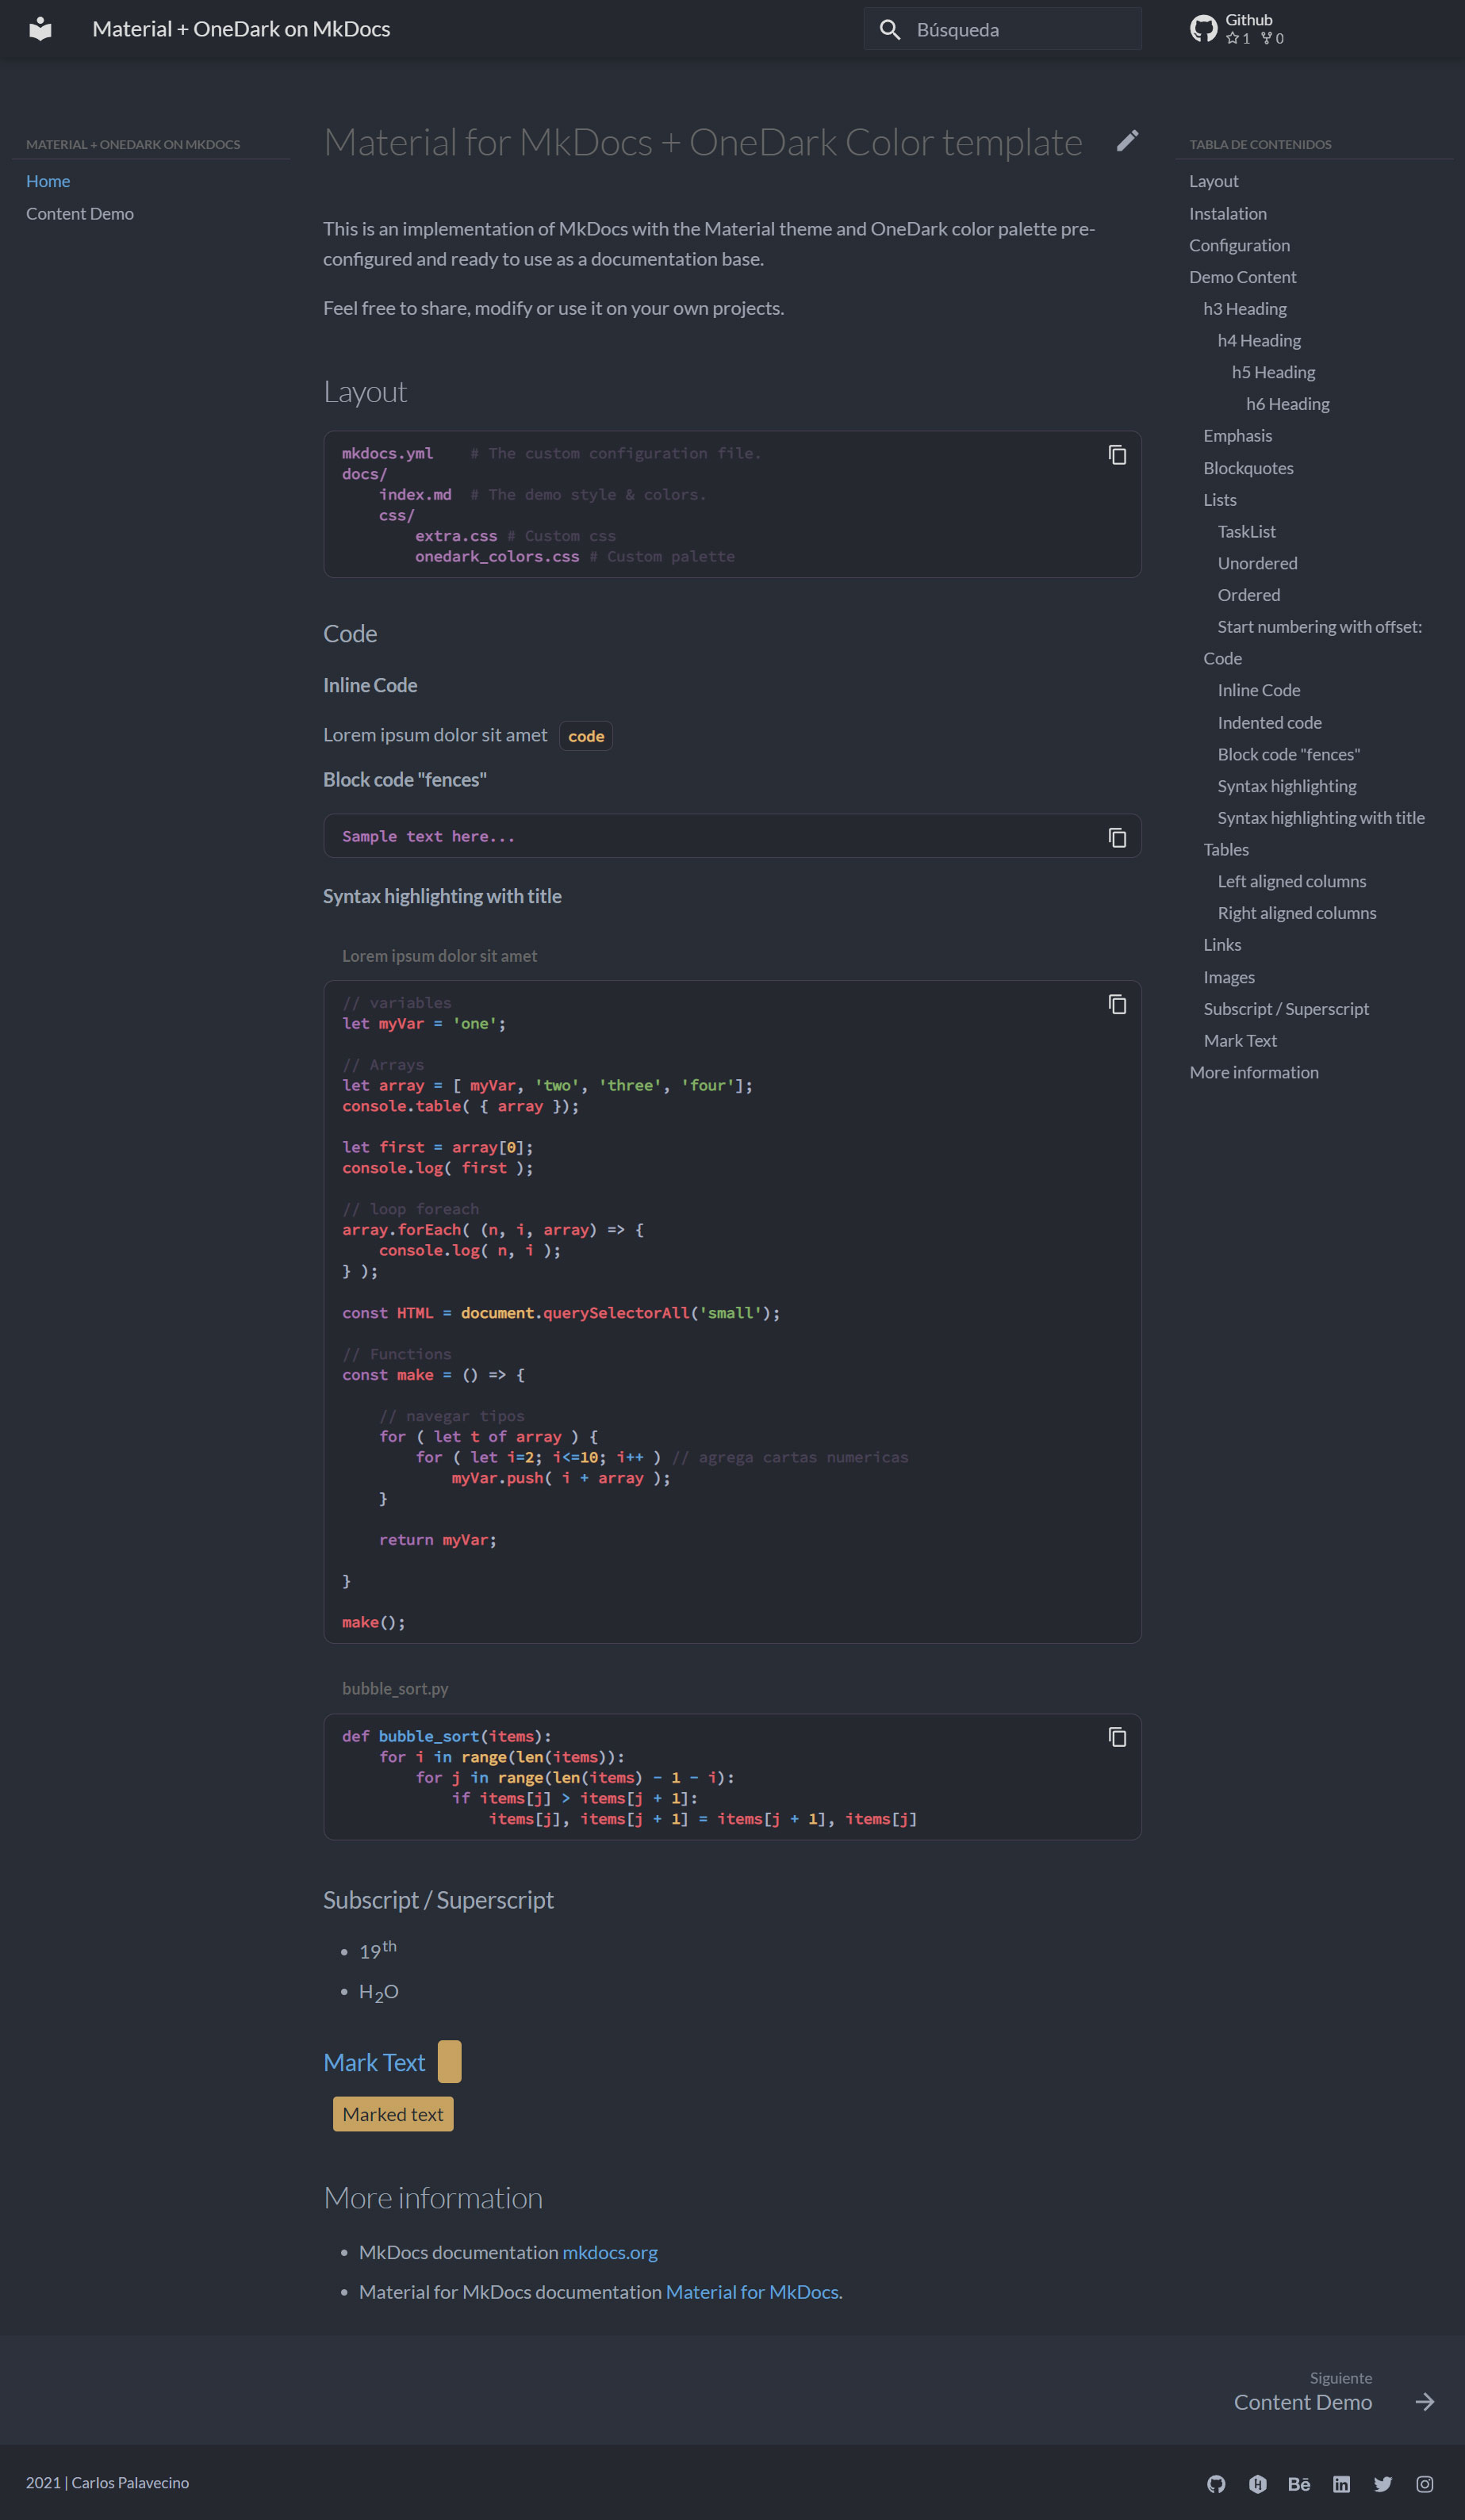 Material + OneDark on MkDocs
Búsqueda
Github
1 0
MATERIAL + ONEDARK ON MKDOCS
Home
Content Demo
Material for MkDocs + OneDark Color template
This is an implementation of MkDocs with the Material theme and OneDark color palette pre-
configured and ready to use as a documentation base.
Feel free to share, modify or use it on your own projects.
Layout
mkdocs.yml    # The custom configuration file.
docs/
    index.md  # The demo style & colors.
    css/
        extra.css # Custom css
        onedark_colors.css # Custom palette
Code
Inline Code
Lorem ipsum dolor sit amet code
Block code "fences"
Sample text here...
Syntax highlighting with title
Lorem ipsum dolor sit amet
// variables
let myVar = 'one';
// Arrays
let array = [ myVar, 'two', 'three', 'four'];
console.table( { array });
let first = array[0];
console.log( first );
// loop foreach
array.forEach( (n, i, array) => {
    console.log( n, i );
} );
const HTML = document.querySelectorAll('small');
// Functions
const make = () => {
    // navegar tipos
    for ( let t of array ) {
        for ( let i=2; i<=10; i++ ) // agrega cartas numericas
            myVar.push( i + array );
    }
    return myVar;
}
make();
bubble_sort.py
def bubble_sort(items):
    for i in range(len(items)):
        for j in range(len(items) - 1 - i):
            if items[j] > items[j + 1]:
                items[j], items[j + 1] = items[j + 1], items[j]
Subscript / Superscript
• 19th
• H2O
Mark Text
Marked text
More information
• MkDocs documentation mkdocs.org
• Material for MkDocs documentation Material for MkDocs.
TABLA DE CONTENIDOS
Layout
Instalation
Configuration
Demo Content
h3 Heading
h4 Heading
h5 Heading
h6 Heading
Emphasis
Blockquotes
Lists
TaskList
Unordered
Ordered
Start numbering with offset:
Code
Inline Code
Indented code
Block code "fences"
Syntax highlighting
Syntax highlighting with title
Tables
Left aligned columns
Right aligned columns
Links
Images
Subscript / Superscript
Mark Text
More information
Siguiente
Content Demo
2021 | Carlos Palavecino
Bē